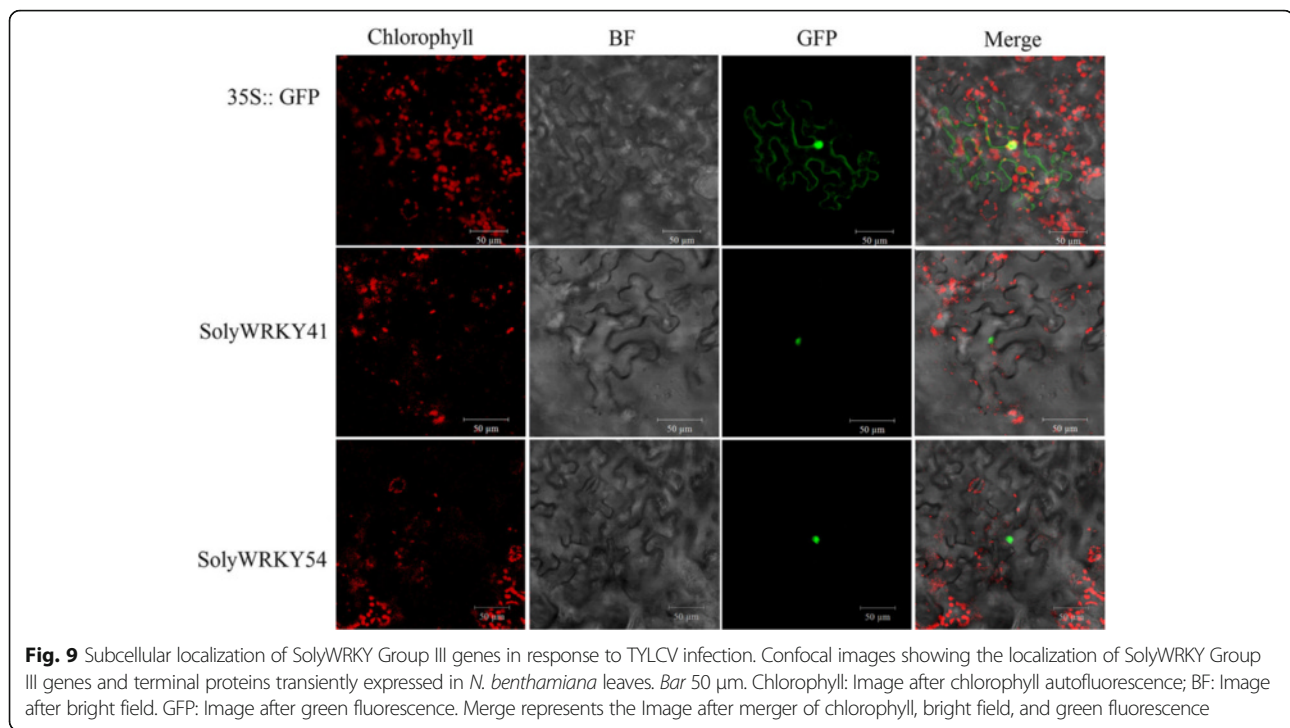 Chlorophyll BF GFP Merge
35S:: GFP
50 µm 50 µm 50 µm 50 µm
SolyWRKY41
50 µm 50 µm 50 µm 50 µm
SolyWRKY54
50 µm 50 µm 50 µm 50 µm
Fig. 9 Subcellular localization of SolyWRKY Group III genes in response to TYLCV infection. Confocal images showing the localization of SolyWRKY Group
III genes and terminal proteins transiently expressed in N. benthamiana leaves. Bar 50 µm. Chlorophyll: Image after chlorophyll autofluorescence; BF: Image
after bright field. GFP: Image after green fluorescence. Merge represents the Image after merger of chlorophyll, bright field, and green fluorescence